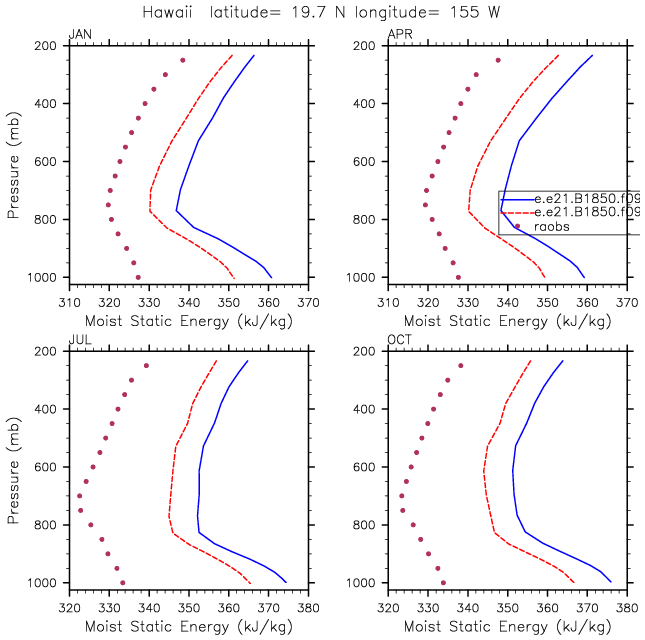 Hawaii latitude= 19.7 N longitude= 155 W
JAN
APR
Pressure (mb)
200
400
600
800
1000
310 320 330 340 350 360 370
Moist Static Energy (kJ/kg)
200
400
600
800
1000
310 320 330 340 350 360 370
Moist Static Energy (kJ/kg)
e.e21.B1850.f09
e.e21.B1850.f09
raobs
JUL
OCT
Pressure (mb)
200
400
600
800
1000
320 330 340 350 360 370 380
Moist Static Energy (kJ/kg)
200
400
600
800
1000
320 330 340 350 360 370 380
Moist Static Energy (kJ/kg)